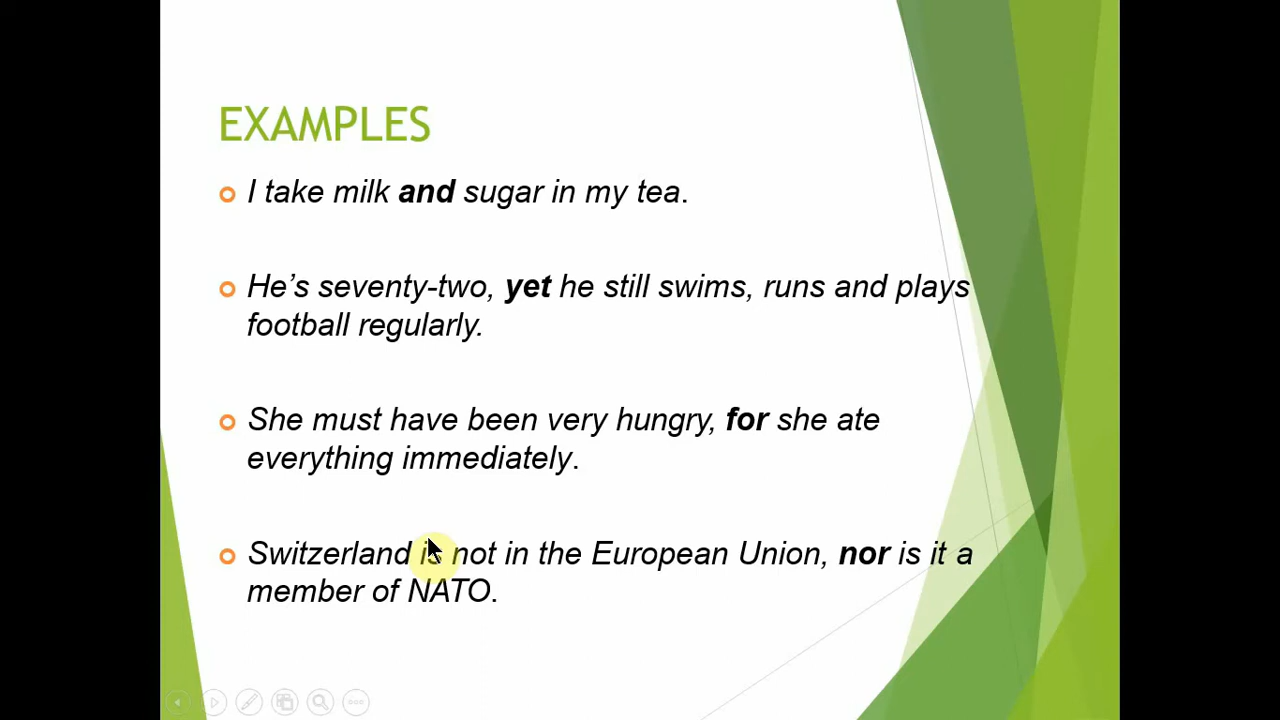 EXAMPLES
I take milk and sugar in my tea.
He’s seventy-two, yet he still swims, runs and plays
football regularly.
She must have been very hungry, for she ate
everything immediately.
Switzerland is not in the European Union, nor is it a
member of NATO.